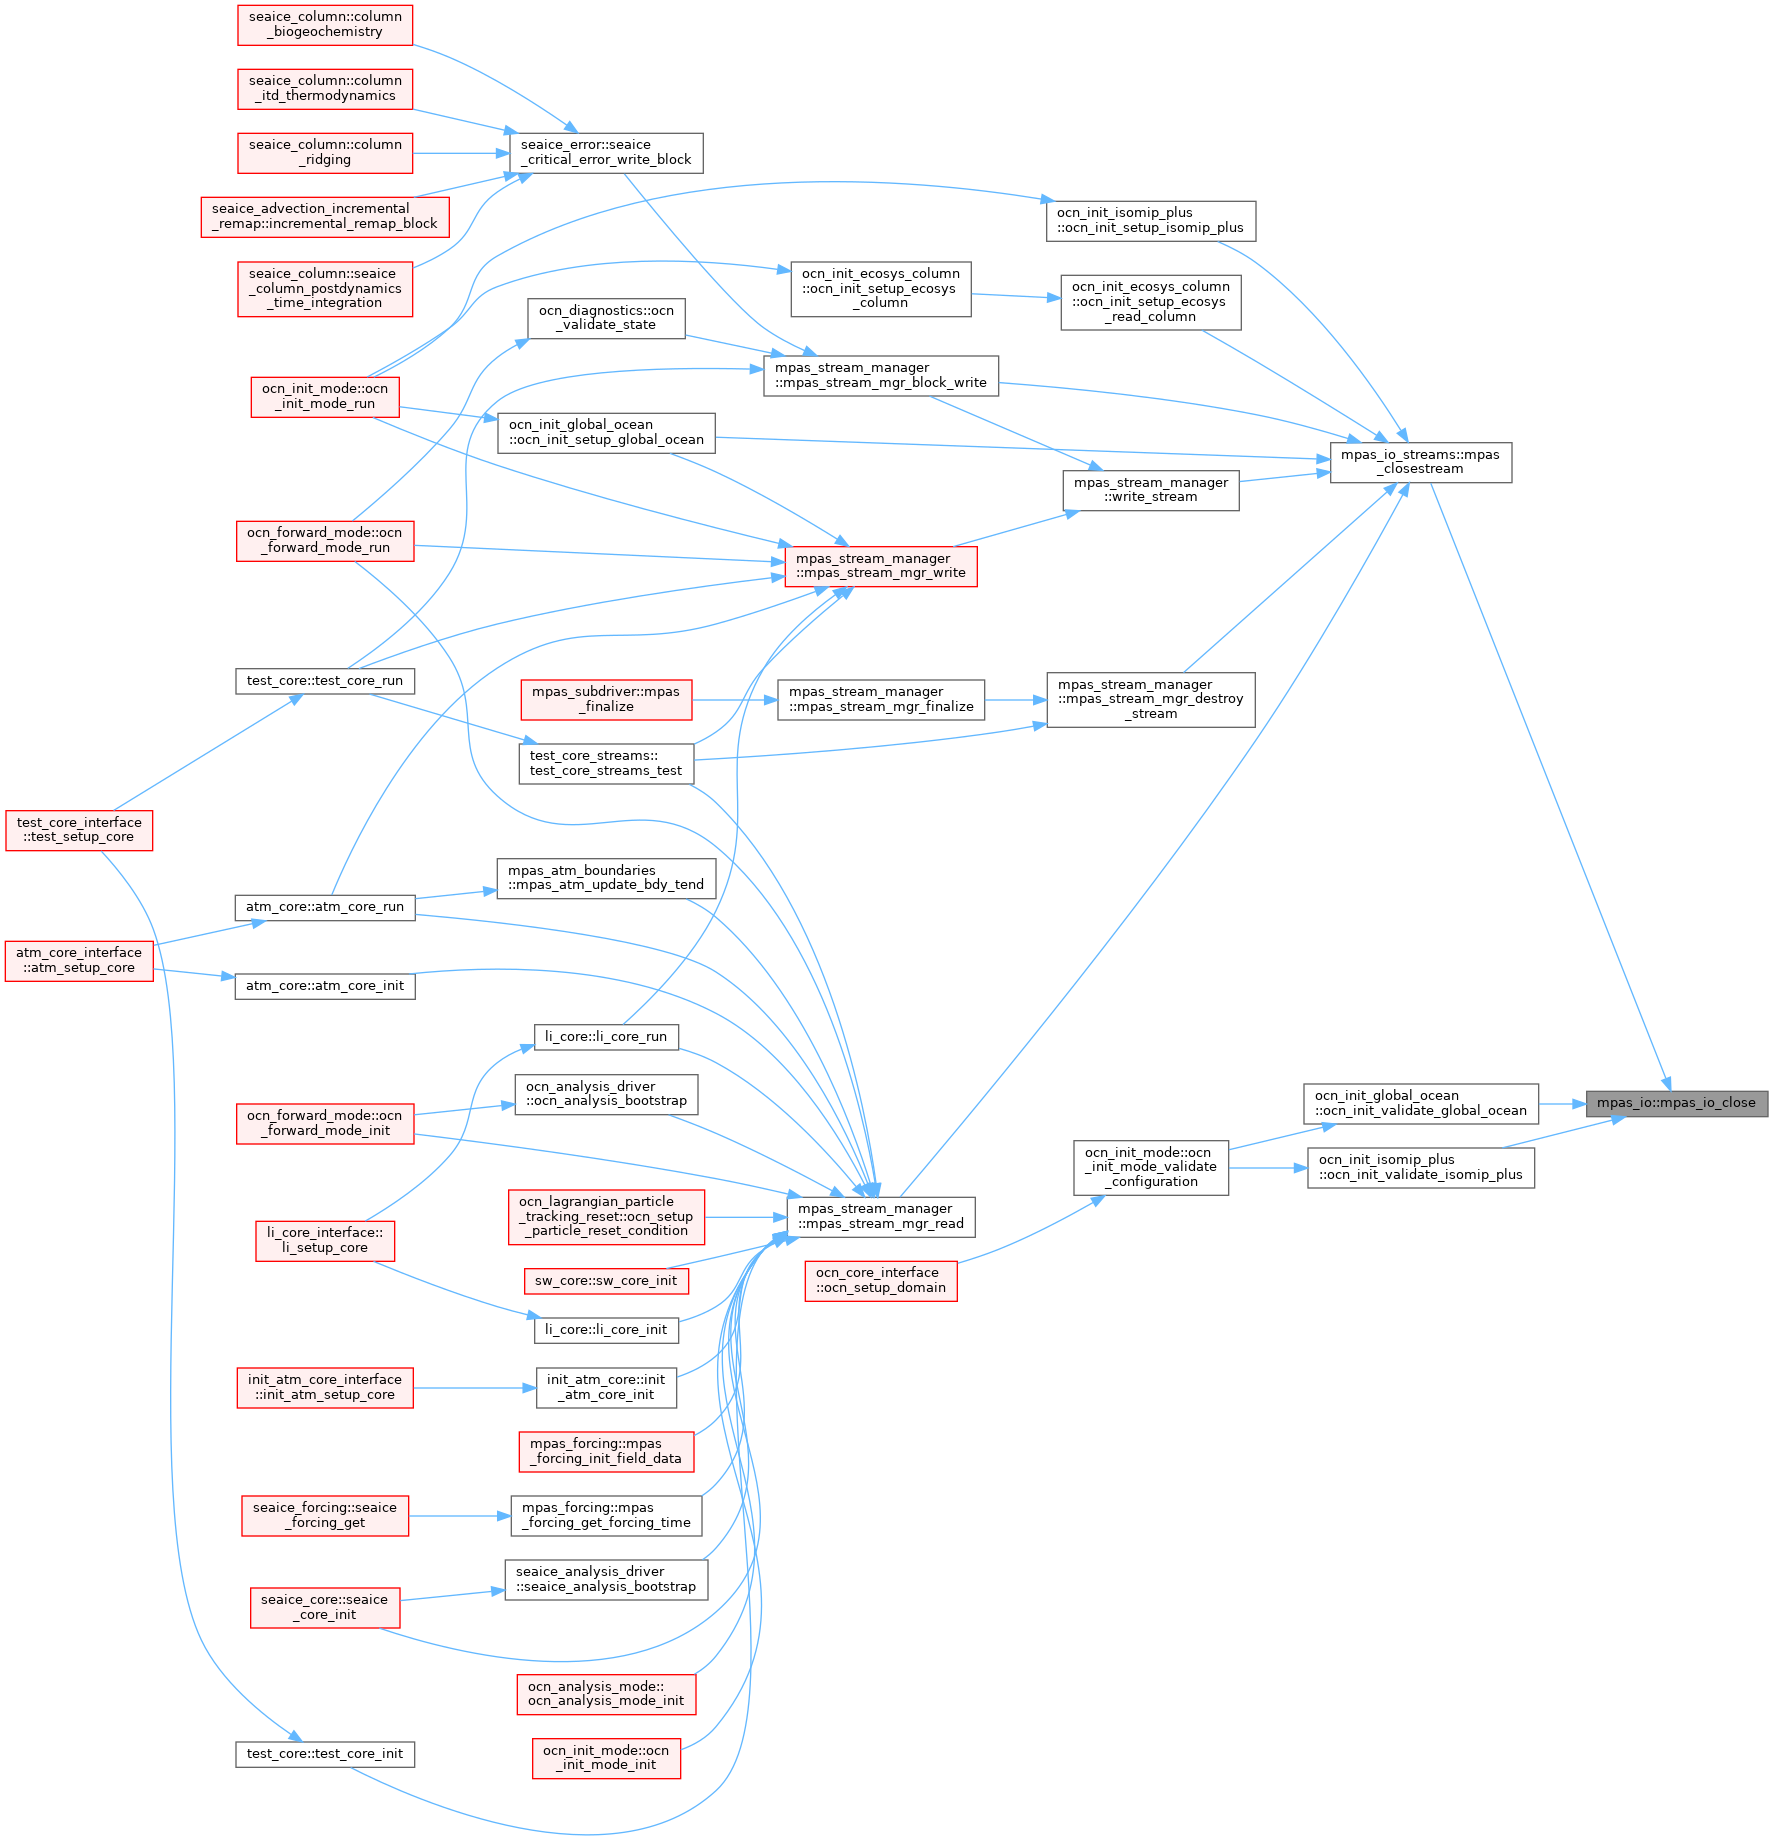 seaice_column::column
_biogeochemistry
seaice_column::column
_itd_thermodynamics
seaice_column::column
_ridging
seaice_advection_incremental
_remap::incremental_remap_block
seaice_column::seaice
_column_postdynamics
_time_integration
seaice_error::seaice
_critical_error_write_block
ocn_init_isomip_plus
::ocn_init_setup_isomip_plus
ocn_init_ecosys_column
::ocn_init_setup_ecosys
_column
ocn_init_ecosys_column
::ocn_init_setup_ecosys
_read_column
ocn_diagnostics::ocn
_validate_state
mpas_stream_manager
::mpas_stream_mgr_block_write
ocn_init_mode::ocn
_init_mode_run
ocn_init_global_ocean
::ocn_init_setup_global_ocean
mpas_io_streams::mpas
_closestream
mpas_stream_manager
::write_stream
ocn_forward_mode::ocn
_forward_mode_run
mpas_stream_manager
::mpas_stream_mgr_write
test_core::test_core_run
mpas_subdriver::mpas
_finalize
mpas_stream_manager
::mpas_stream_mgr_finalize
mpas_stream_manager
::mpas_stream_mgr_destroy
_stream
test_core_streams::
test_core_streams_test
test_core_interface
::test_setup_core
mpas_atm_boundaries
::mpas_atm_update_bdy_tend
atm_core::atm_core_run
atm_core_interface
::atm_setup_core
atm_core::atm_core_init
li_core::li_core_run
ocn_analysis_driver
::ocn_analysis_bootstrap
ocn_forward_mode::ocn
_forward_mode_init
ocn_init_global_ocean
::ocn_init_validate_global_ocean
mpas_io::mpas_io_close
ocn_init_mode::ocn
_init_mode_validate
_configuration
ocn_init_isomip_plus
::ocn_init_validate_isomip_plus
ocn_lagrangian_particle
_tracking_reset::ocn_setup
_particle_reset_condition
mpas_stream_manager
::mpas_stream_mgr_read
li_core_interface::
li_setup_core
sw_core::sw_core_init
ocn_core_interface
::ocn_setup_domain
li_core::li_core_init
init_atm_core_interface
::init_atm_setup_core
init_atm_core::init
_atm_core_init
mpas_forcing::mpas
_forcing_init_field_data
seaice_forcing::seaice
_forcing_get
mpas_forcing::mpas
_forcing_get_forcing_time
seaice_analysis_driver
::seaice_analysis_bootstrap
seaice_core::seaice
_core_init
ocn_analysis_mode::
ocn_analysis_mode_init
ocn_init_mode::ocn
_init_mode_init
test_core::test_core_init